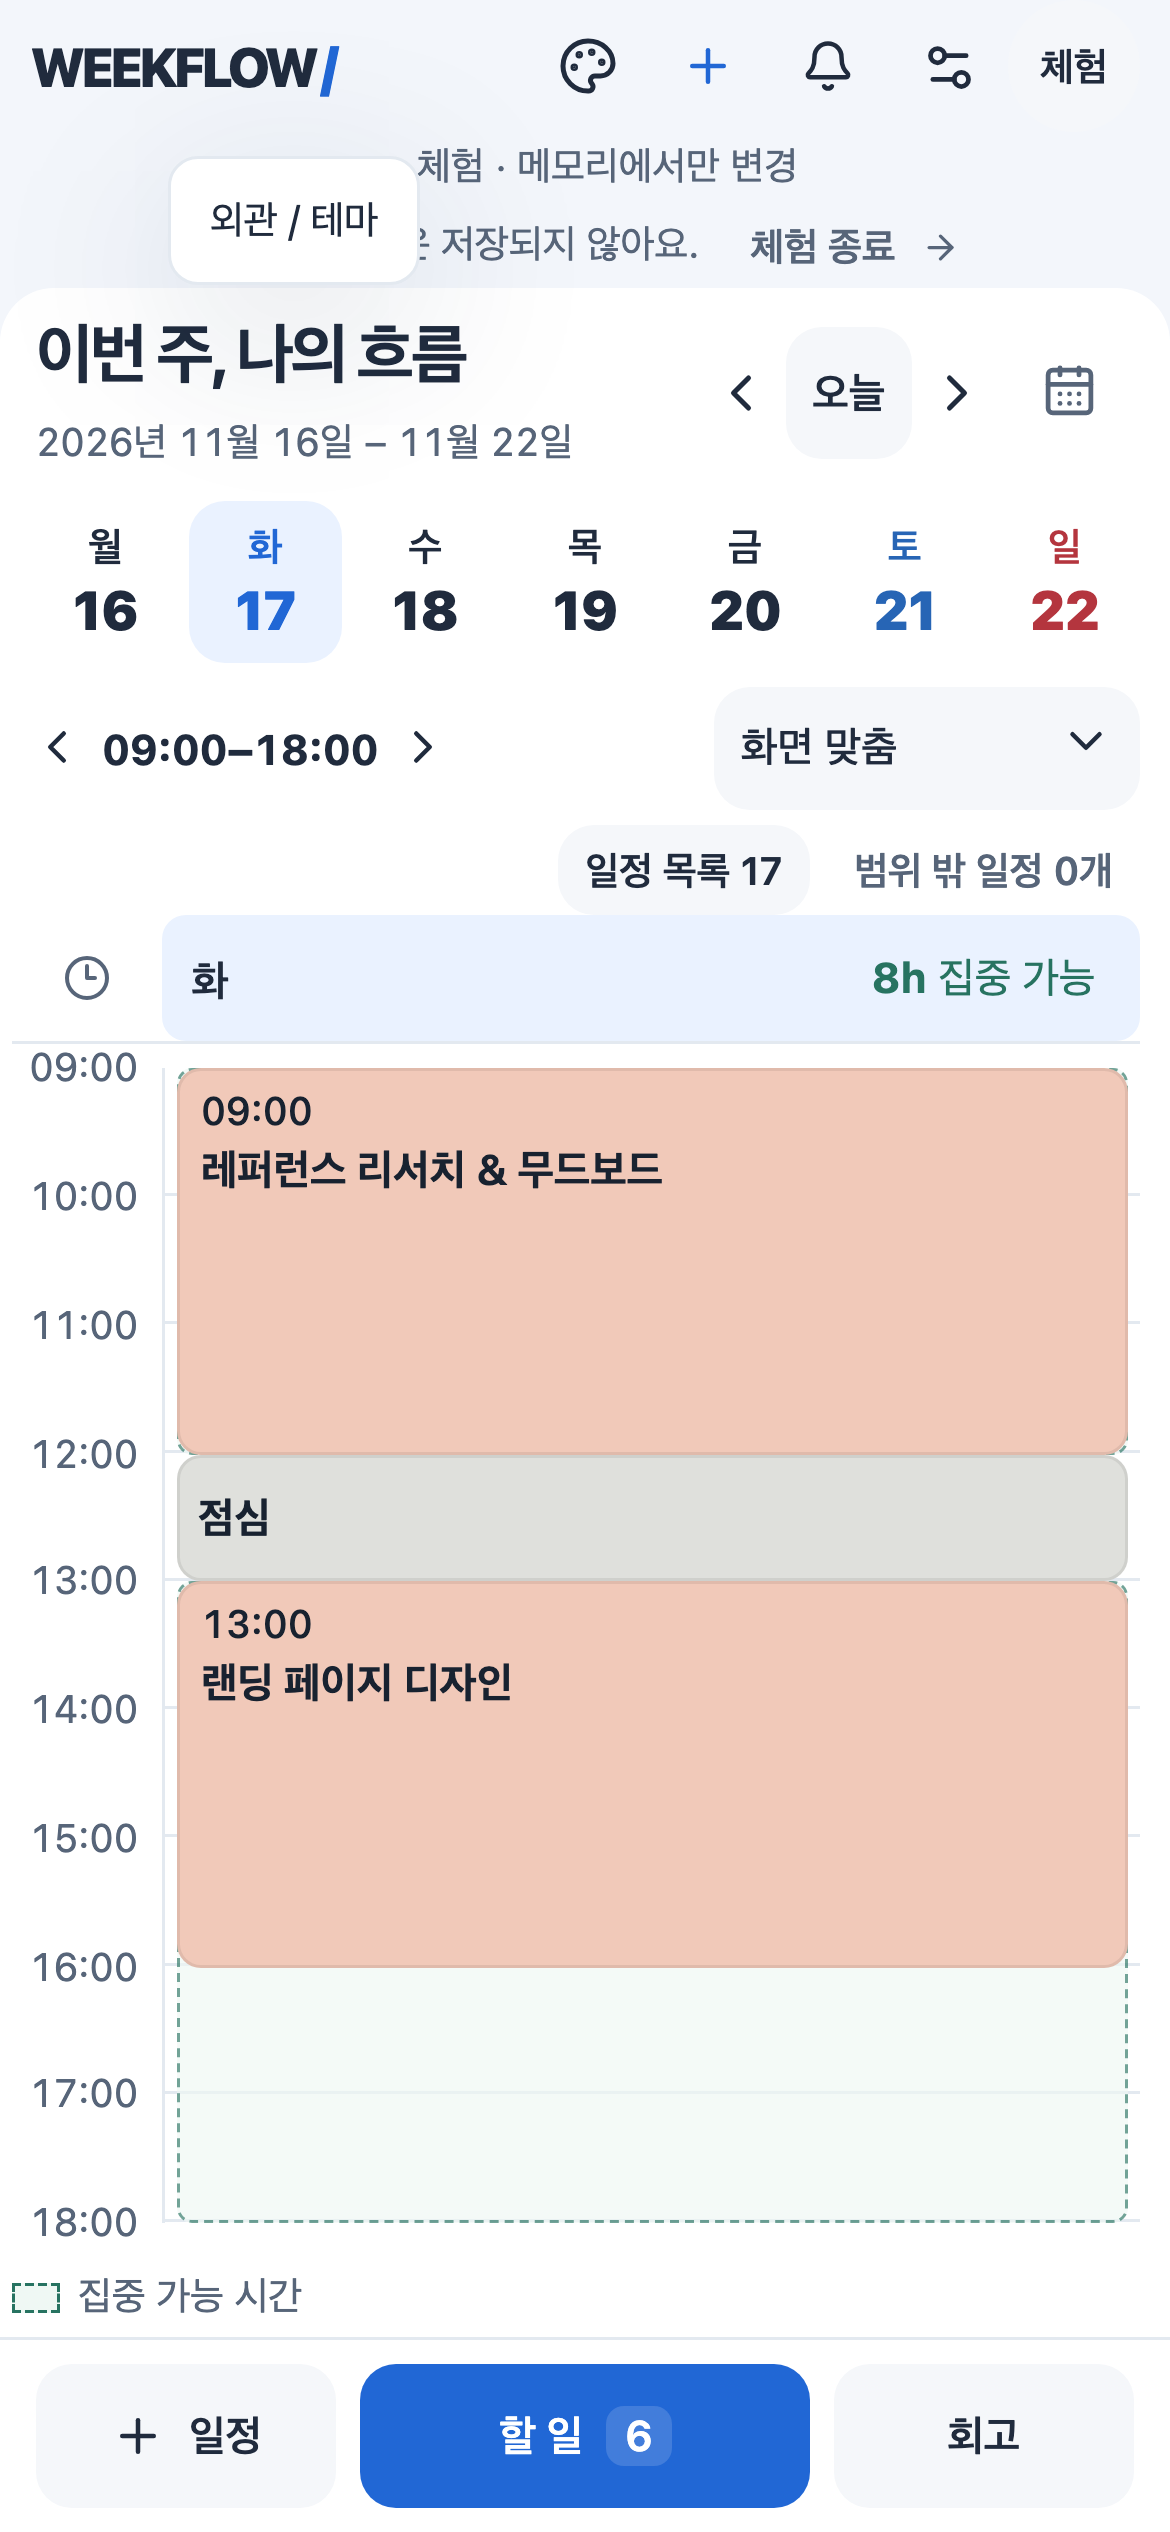 WEEKFLOW/
체험
체험 · 메모리에서만 변경
외관 / 테마
저장되지 않아요. 체험 종료 →
이번 주, 나의 흐름
2026년 11월 16일 – 11월 22일
오늘
월 화 수 목 금 토 일
16 17 18 19 20 21 22
09:00–18:00
화면 맞춤
일정 목록 17
범위 밖 일정 0개
화
8h 집중 가능
09:00
09:00
레퍼런스 리서치 & 무드보드
10:00
11:00
12:00
점심
13:00
13:00
랜딩 페이지 디자인
14:00
15:00
16:00
17:00
18:00
집중 가능 시간
+ 일정
할 일 6
회고